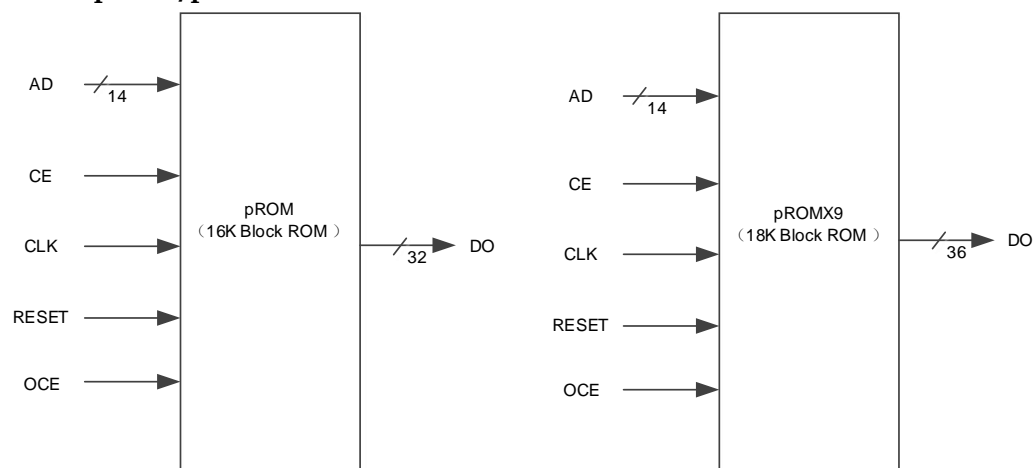 AD
14
CE
CLK
RESET
OCE
pROM
（16K Block ROM ）
32
DO
AD
14
CE
CLK
RESET
OCE
pROMX9
（18K Block ROM ）
36
DO